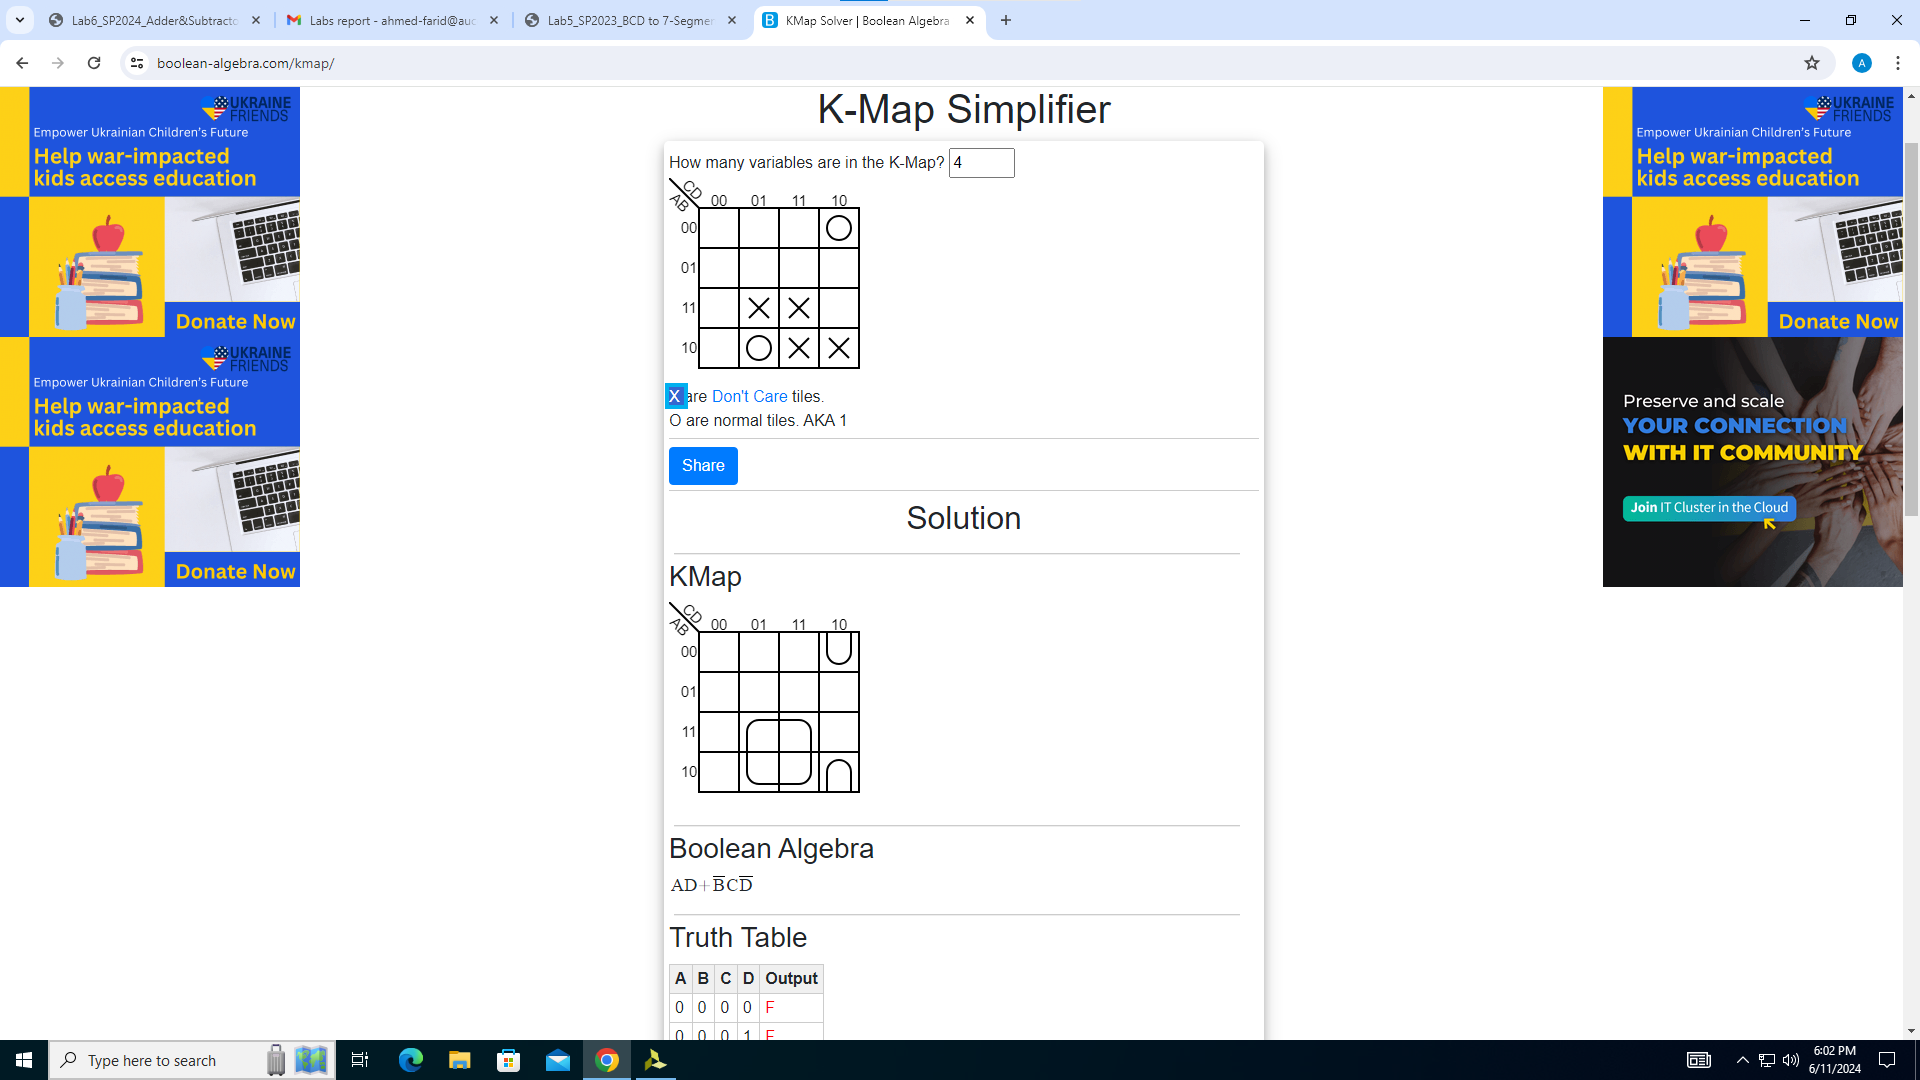 Lab6_SP2024_Adder&Subtracto
Labs report - ahmed-farid@auc
Lab5_SP2023_BCD to 7-Segmen
KMap Solver | Boolean Algebra
boolean-algebra.com/kmap/
A
UKRAINE
FRIENDS
Empower Ukrainian Children's Future
Help war-impacted
kids access education
Donate Now
UKRAINE
FRIENDS
Empower Ukrainian Children's Future
Help war-impacted
kids access education
Donate Now
K-Map Simplifier
How many variables are in the K-Map? 4
CD
AB
00 01 11 10
00
01
11
10
X are Don't Care tiles.
O are normal tiles. AKA 1
Share
Solution
KMap
CD
AB
00 01 11 10
00
01
11
10
Boolean Algebra
AD+B̅CD̅
Truth Table
A B C D Output
0 0 0 0 F
0 0 0 1 F
UKRAINE
FRIENDS
Empower Ukrainian Children's Future
Help war-impacted
kids access education
Donate Now
Preserve and scale
YOUR CONNECTION
WITH IT COMMUNITY
Join IT Cluster in the Cloud
Type here to search
6:02 PM
6/11/2024